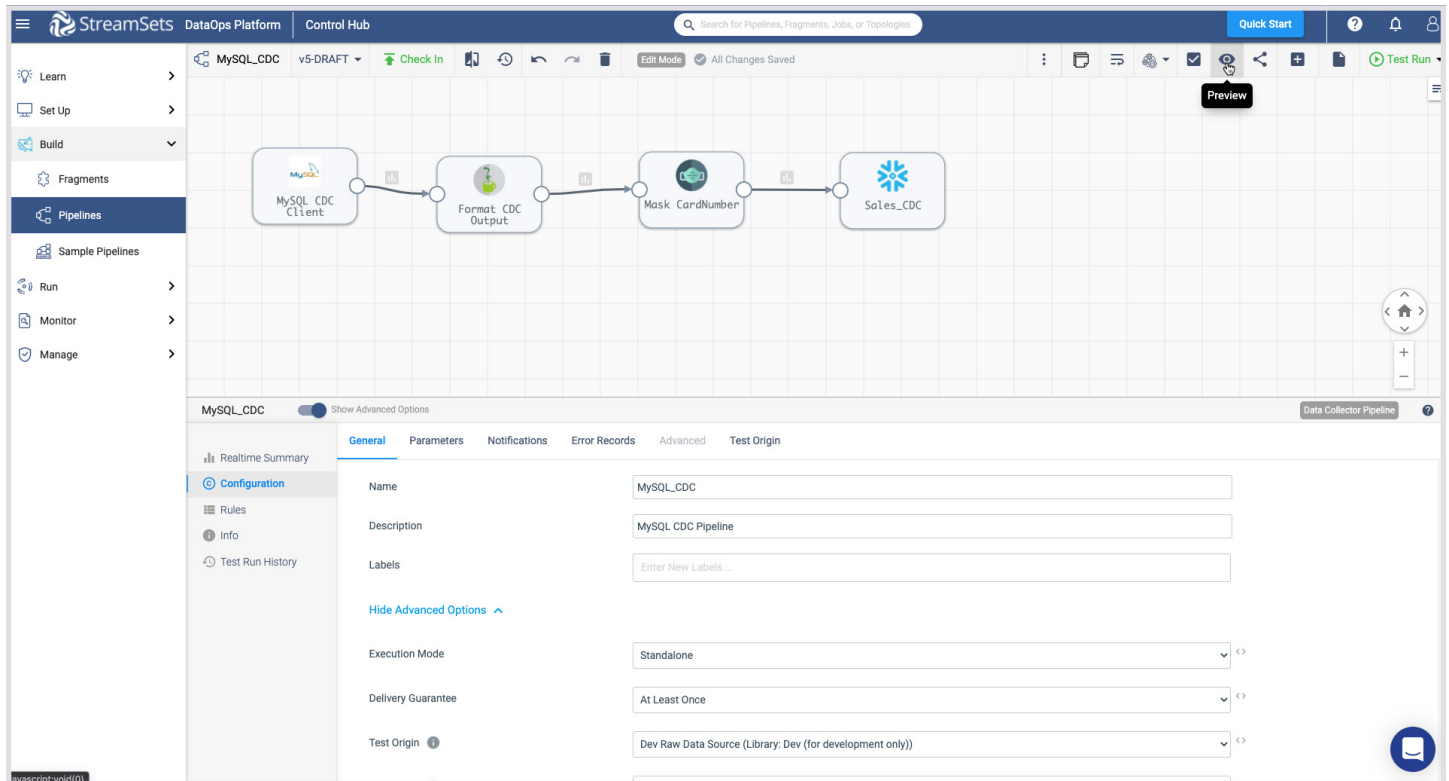 StreamSets DataOps Platform Control Hub Search for Pipelines, Fragments, Jobs, or Topologies Quick Start
MySQL_CDC v5-DRAFT Check In Edit Mode All Changes Saved Test Run
Preview
Learn
Set Up
Build
Fragments
Pipelines
Sample Pipelines
Run
Monitor
Manage
MySQL
MySQL CDC
Client
Format CDC
Output
Mask CardNumber
Sales_CDC
MySQL_CDC Show Advanced Options Data Collector Pipeline
Realtime Summary
Configuration
Rules
Info
Test Run History
General Parameters Notifications Error Records Advanced Test Origin
Name MySQL_CDC
Description MySQL CDC Pipeline
Labels Enter New Labels ...
Hide Advanced Options
Execution Mode Standalone
Delivery Guarantee At Least Once
Test Origin Dev Raw Data Source (Library: Dev (for development only))
avascript:void(0)